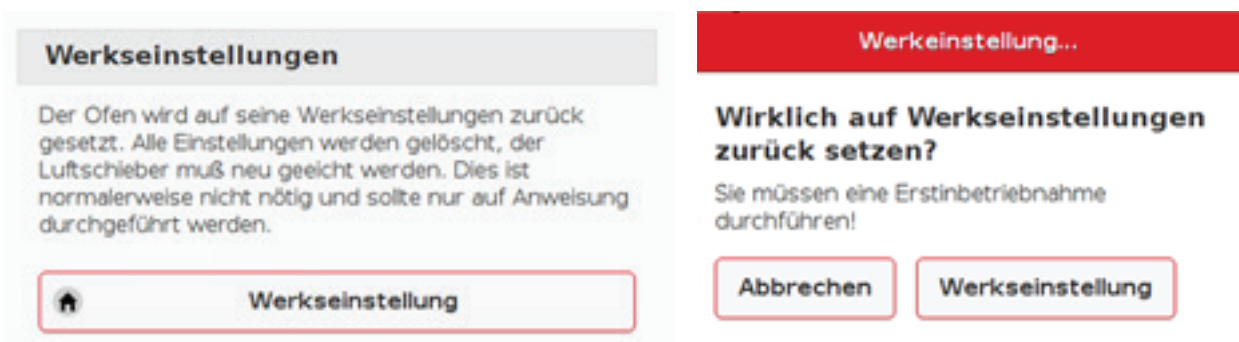 Werkseinstellungen
Der Ofen wird auf seine Werkseinstellungen zurück
gesetzt. Alle Einstellungen werden gelöscht, der
Luftschieber muß neu geeicht werden. Dies ist
normalerweise nicht nötig und sollte nur auf Anweisung
durchgeführt werden.
Werkseinstellung
Werkeinstellung...
Wirklich auf Werkseinstellungen
zurück setzen?
Sie müssen eine Erstinbetriebnahme
durchführen!
Abbrechen
Werkseinstellung